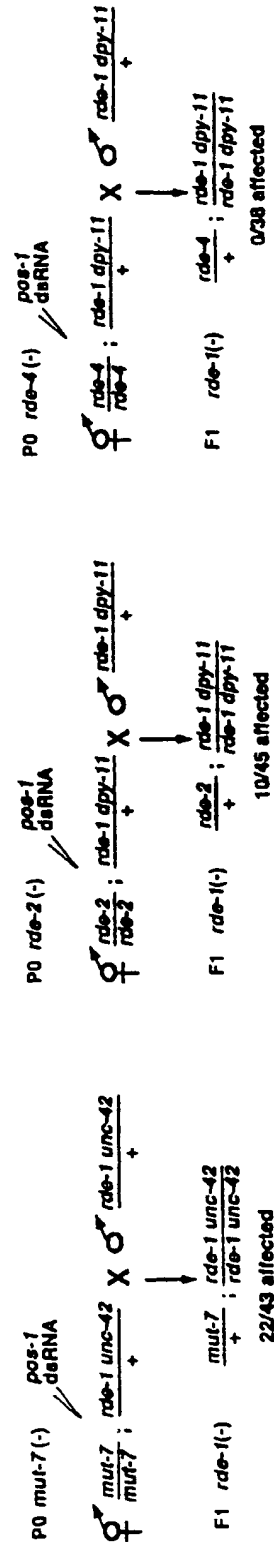 P0 mut-7 (-)
pos-1
dsRNA
mut-7
mut-7
;
rde-1 unc-42
+
X
rde-1 unc-42
+
F1 rde-1(-)
mut-7
+
;
rde-1 unc-42
rde-1 unc-42
22/43 affected
P0 rde-2 (-)
pos-1
dsRNA
rde-2
rde-2
;
rde-1 dpy-11
+
X
rde-1 dpy-11
+
F1 rde-1(-)
rde-2
+
;
rde-1 dpy-11
rde-1 dpy-11
10/45 affected
P0 rde-4 (-)
pos-1
dsRNA
rde-4
rde-4
;
rde-1 dpy-11
+
X
rde-1 dpy-11
+
F1 rde-1(-)
rde-4
+
;
rde-1 dpy-11
rde-1 dpy-11
0/38 affected